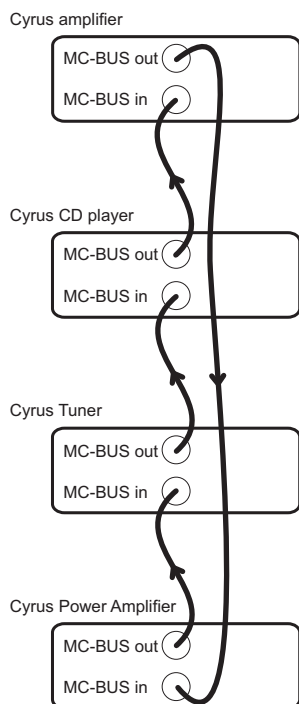 Cyrus amplifier
MC-BUS out
MC-BUS in
Cyrus CD player
MC-BUS out
MC-BUS in
Cyrus Tuner
MC-BUS out
MC-BUS in
Cyrus Power Amplifier
MC-BUS out
MC-BUS in